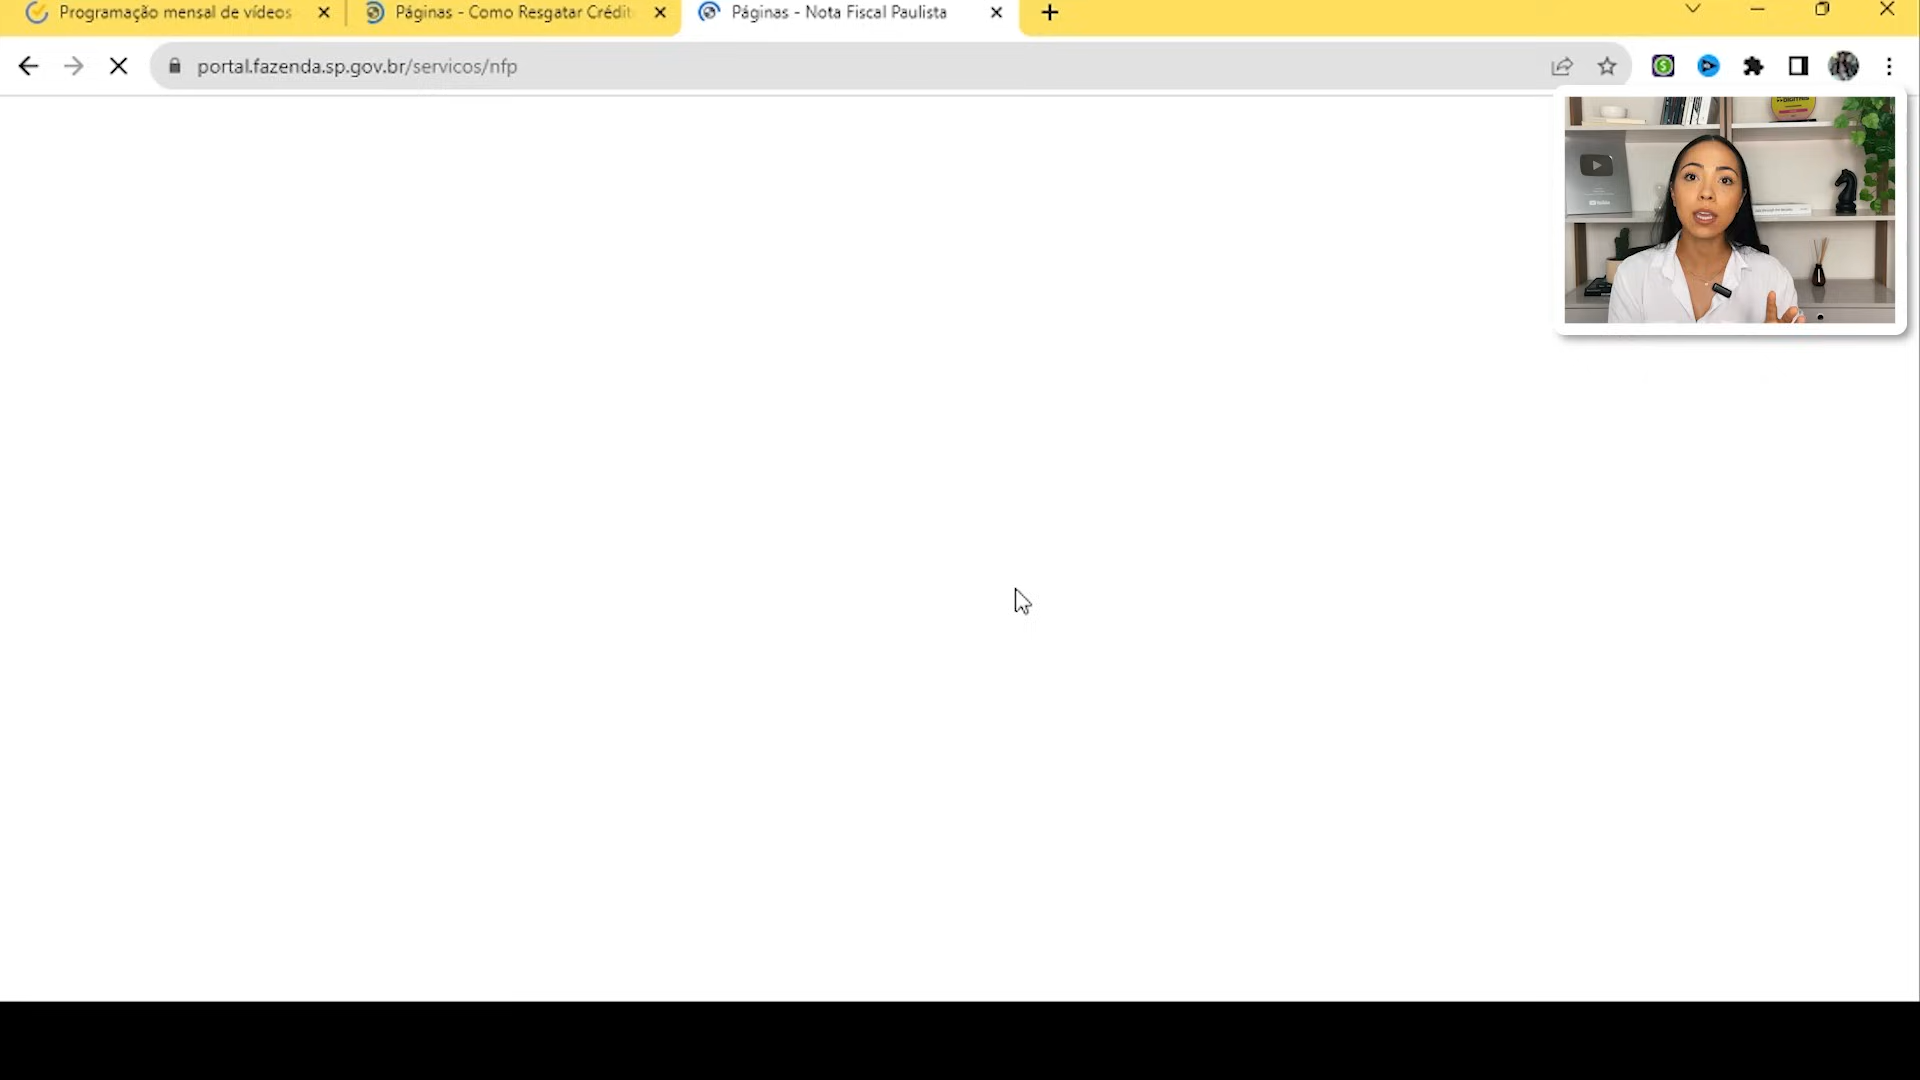 Programação mensal de vídeos
Páginas - Como Resgatar Crédit
Páginas - Nota Fiscal Paulista
portal.fazenda.sp.gov.br/servicos/nfp